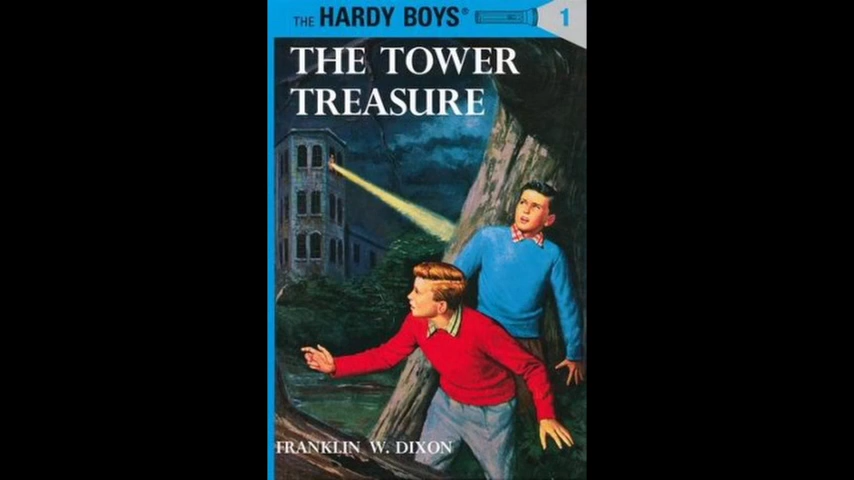 THE HARDY BOYS® 1
THE TOWER
TREASURE
FRANKLIN W. DIXON